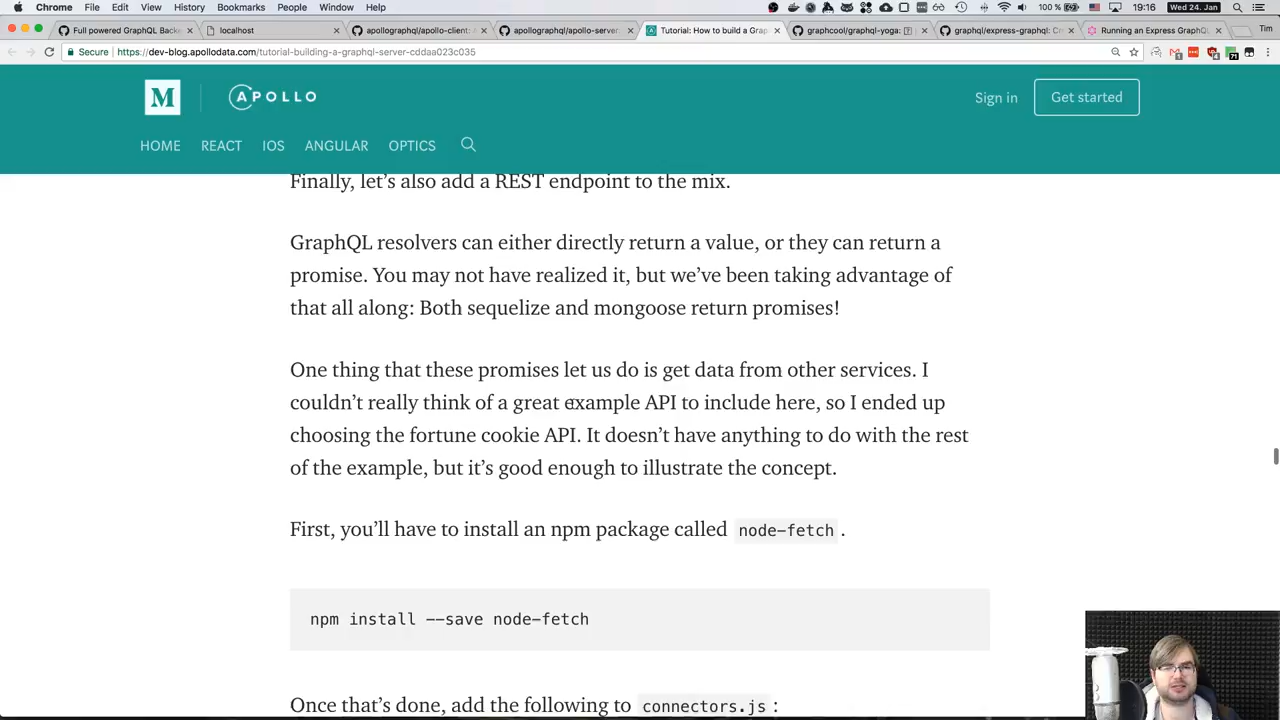 Chrome File Edit View History Bookmarks People Window Help 100 % Wed 24. Jan 19:16
Full powered GraphQL Backe localhost apollographql/apollo-client: apollographql/apollo-server: Tutorial: How to build a Grap graphcool/graphql-yoga: graphql/express-graphql: Cr Running an Express GraphQL Tim
Secure https://dev-blog.apollodata.com/tutorial-building-a-graphql-server-cddaa023c035
M APOLLO Sign in Get started
HOME REACT IOS ANGULAR OPTICS
Finally, let’s also add a REST endpoint to the mix.
GraphQL resolvers can either directly return a value, or they can return a
promise. You may not have realized it, but we’ve been taking advantage of
that all along: Both sequelize and mongoose return promises!
One thing that these promises let us do is get data from other services. I
couldn’t really think of a great example API to include here, so I ended up
choosing the fortune cookie API. It doesn’t have anything to do with the rest
of the example, but it’s good enough to illustrate the concept.
First, you’ll have to install an npm package called node-fetch .
npm install --save node-fetch
Once that’s done, add the following to connectors.js :